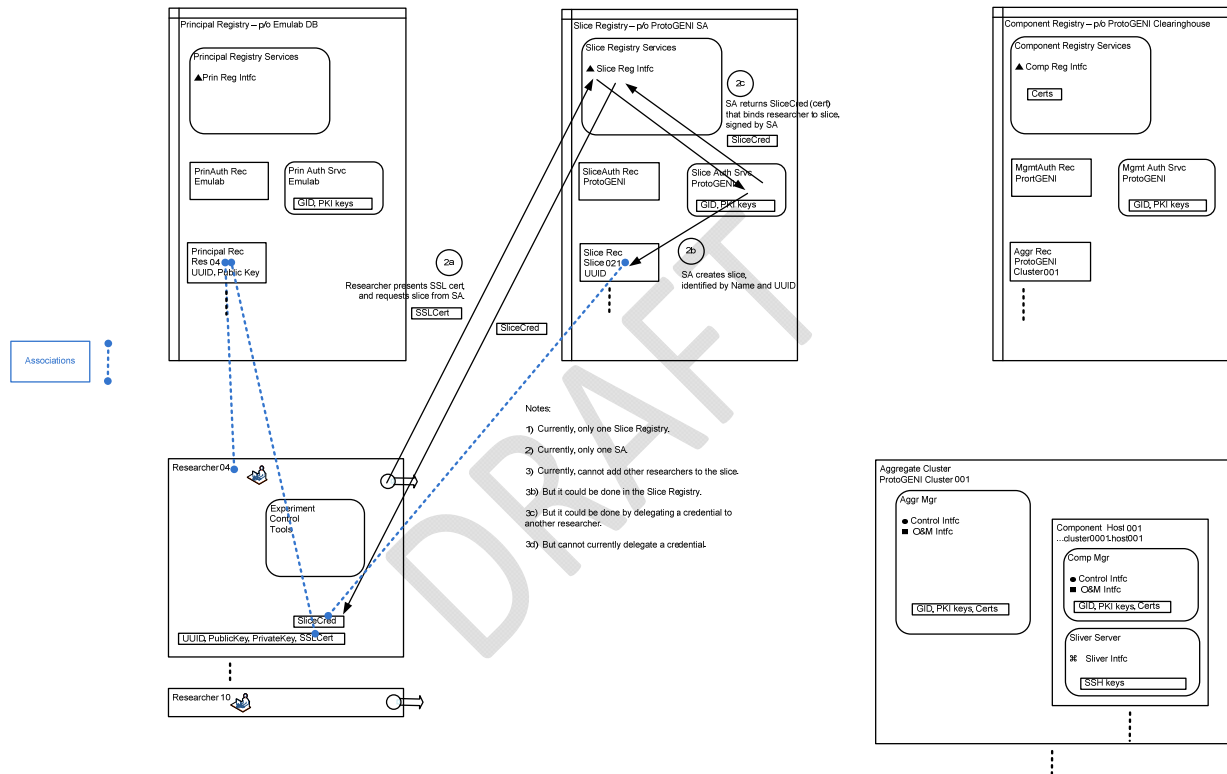 Principal Registry – p/o Emulab DB
Principal Registry Services
Prin Reg Intfc
PrinAuth Rec
Emulab
Prin Auth Srvc
Emulab
GID, PKI keys
Principal Rec
Res 04
UUID, Public Key
2a
Researcher presents SSL cert,
and requests slice from SA.
SSLCert
SliceCred
Slice Registry – p/o ProtoGENI SA
Slice Registry Services
Slice Reg Intfc
2c
SA returns SliceCred (cert)
that binds researcher to slice,
signed by SA
SliceCred
SliceAuth Rec
ProtoGENI
Slice Auth Srvc
ProtoGENI
GID, PKI keys
Slice Rec
Slice 021
UUID
2b
SA creates slice,
identified by Name and UUID
Component Registry – p/o ProtoGENI Clearinghouse
Component Registry Services
Comp Reg Intfc
Certs
MgmtAuth Rec
PrortGENI
Mgmt Auth Srvc
ProtoGENI
GID, PKI keys
Aggr Rec
ProtoGENI
Cluster001
Associations
DRAFT
Notes:
1) Currently, only one Slice Registry.
2) Currently, only one SA.
3) Currently, cannot add other researchers to the slice.
3b) But it could be done in the Slice Registry.
3c) But it could be done by delegating a credential to
another researcher.
3d) But cannot currently delegate a credential.
Researcher 04
Experiment
Control
Tools
SliceCred
UUID, PublicKey, PrivateKey, SSLCert
Researcher 10
Aggregate Cluster
ProtoGENI Cluster 001
Aggr Mgr
Control Intfc
O&M Intfc
GID, PKI keys, Certs
Component Host 001
...cluster0001.host001
Comp Mgr
Control Intfc
O&M Intfc
GID, PKI keys, Certs
Sliver Server
⌘ Sliver Intfc
SSH keys